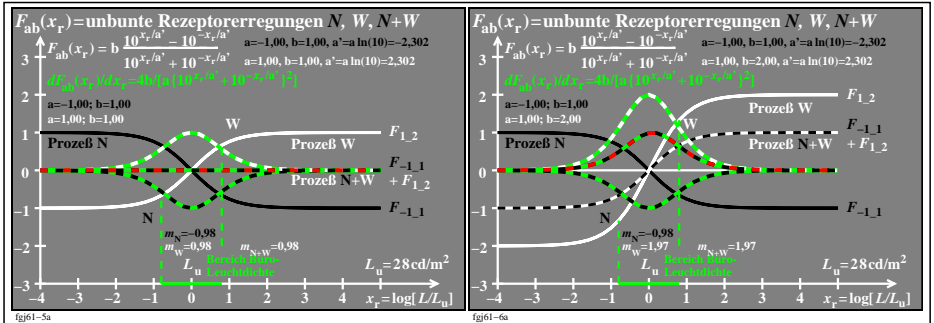 F_ab(x_r)=unbunte Rezeptorerregungen N, W, N+W
F_ab(x_r) = b (10^(x_r/a') − 10^(−x_r/a')) / (10^(x_r/a') + 10^(−x_r/a'))
a=−1,00, b=1,00, a'=a ln(10)=−2,302
a=1,00, b=1,00, a'=a ln(10)=2,302
dF_ab(x_r)/dx_r=4b/[a{10^(x_r/a') +10^(−x_r/a')}²]
a=−1,00; b=1,00
a=1,00; b=1,00
3
2
1
0
−1
−2
−3
Prozeß N
W
Prozeß W
F_1_2
F_−1_1
+ F_1_2
Prozeß N+W
N
F_−1_1
m_N=−0,98
m_W=0,98
m_N+W=0,98
L_u
Bereich Büro-
Leuchtdichte
L_u=28cd/m²
−4 −3 −2 −1 0 1 2 3 4 5
x_r=log[L/L_u]
fgj61−5a
F_ab(x_r)=unbunte Rezeptorerregungen N, W, N+W
F_ab(x_r) = b (10^(x_r/a') − 10^(−x_r/a')) / (10^(x_r/a') + 10^(−x_r/a'))
a=−1,00, b=1,00, a'=a ln(10)=−2,302
a=1,00, b=2,00, a'=a ln(10)=2,302
dF_ab(x_r)/dx_r=4b/[a{10^(x_r/a') +10^(−x_r/a')}²]
a=−1,00; b=1,00
a=1,00; b=2,00
3
2
1
0
−1
−2
−3
Prozeß W
F_1_2
Prozeß N
W
F_−1_1
+ F_1_2
Prozeß N+W
N
F_−1_1
m_N=−0,98
m_W=1,97
m_N+W=1,97
L_u
Bereich Büro-
Leuchtdichte
L_u=28cd/m²
−4 −3 −2 −1 0 1 2 3 4 5
x_r=log[L/L_u]
fgj61−6a